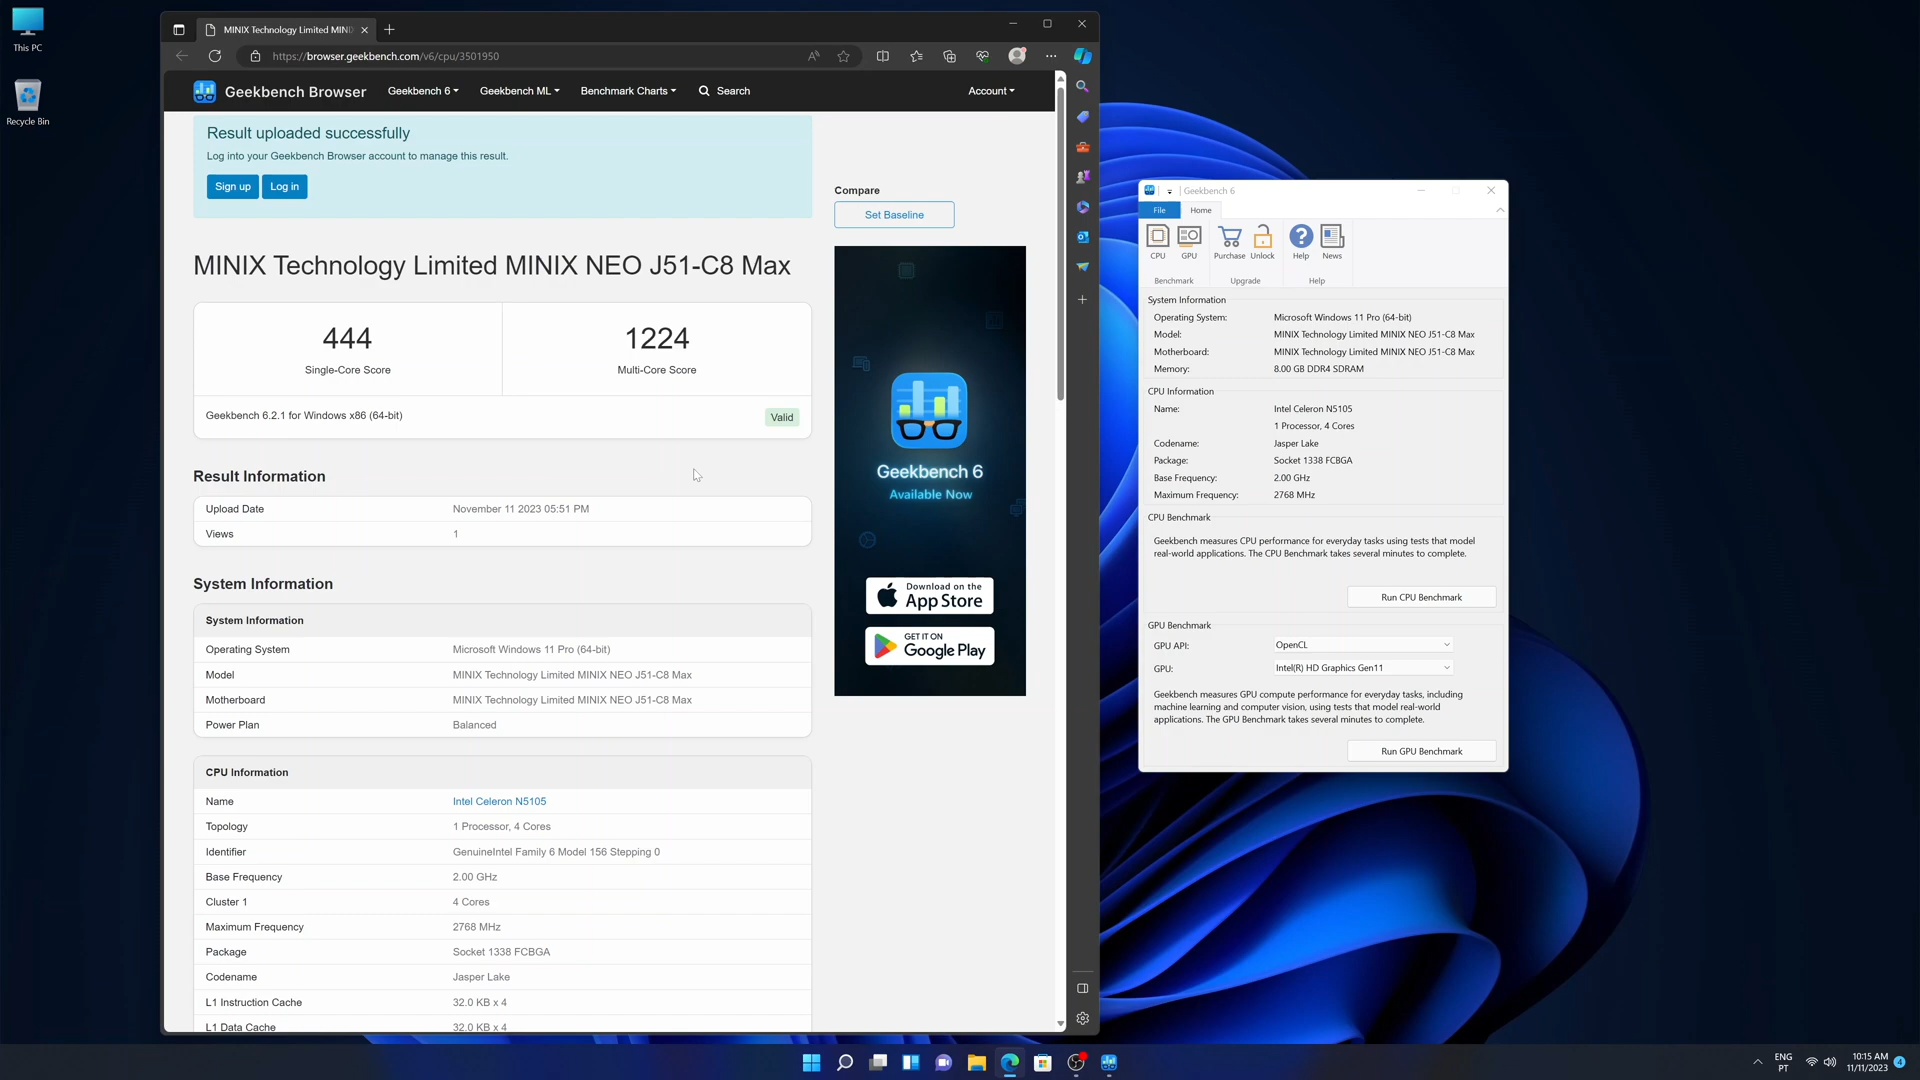 This PC
Recycle Bin
MINIX Technology Limited MINI
https://browser.geekbench.com/v6/cpu/3501950
Geekbench Browser
Geekbench 6
Geekbench ML
Benchmark Charts
Search
Account
Result uploaded successfully
Log into your Geekbench Browser account to manage this result.
Sign up
Log in
Compare
Set Baseline
MINIX Technology Limited MINIX NEO J51-C8 Max
444
Single-Core Score
1224
Multi-Core Score
Geekbench 6.2.1 for Windows x86 (64-bit)
Valid
Result Information
Upload Date November 11 2023 05:51 PM
Views 1
System Information
System Information
Operating System Microsoft Windows 11 Pro (64-bit)
Model MINIX Technology Limited MINIX NEO J51-C8 Max
Motherboard MINIX Technology Limited MINIX NEO J51-C8 Max
Power Plan Balanced
CPU Information
Name Intel Celeron N5105
Topology 1 Processor, 4 Cores
Identifier GenuineIntel Family 6 Model 156 Stepping 0
Base Frequency 2.00 GHz
Cluster 1 4 Cores
Maximum Frequency 2768 MHz
Package Socket 1338 FCBGA
Codename Jasper Lake
L1 Instruction Cache 32.0 KB x 4
L1 Data Cache 32.0 KB x 4
Geekbench 6
Available Now
Download on the
App Store
GET IT ON
Google Play
Geekbench 6
File Home
CPU GPU Purchase Unlock Help News
Benchmark Upgrade Help
System Information
Operating System: Microsoft Windows 11 Pro (64-bit)
Model: MINIX Technology Limited MINIX NEO J51-C8 Max
Motherboard: MINIX Technology Limited MINIX NEO J51-C8 Max
Memory: 8.00 GB DDR4 SDRAM
CPU Information
Name: Intel Celeron N5105
1 Processor, 4 Cores
Codename: Jasper Lake
Package: Socket 1338 FCBGA
Base Frequency: 2.00 GHz
Maximum Frequency: 2768 MHz
CPU Benchmark
Geekbench measures CPU performance for everyday tasks using tests that model
real-world applications. The CPU Benchmark takes several minutes to complete.
Run CPU Benchmark
GPU Benchmark
GPU API: OpenCL
GPU: Intel(R) HD Graphics Gen11
Geekbench measures GPU compute performance for everyday tasks, including
machine learning and computer vision, using tests that model real-world
applications. The GPU Benchmark takes several minutes to complete.
Run GPU Benchmark
ENG
PT
10:15 AM
11/11/2023
4